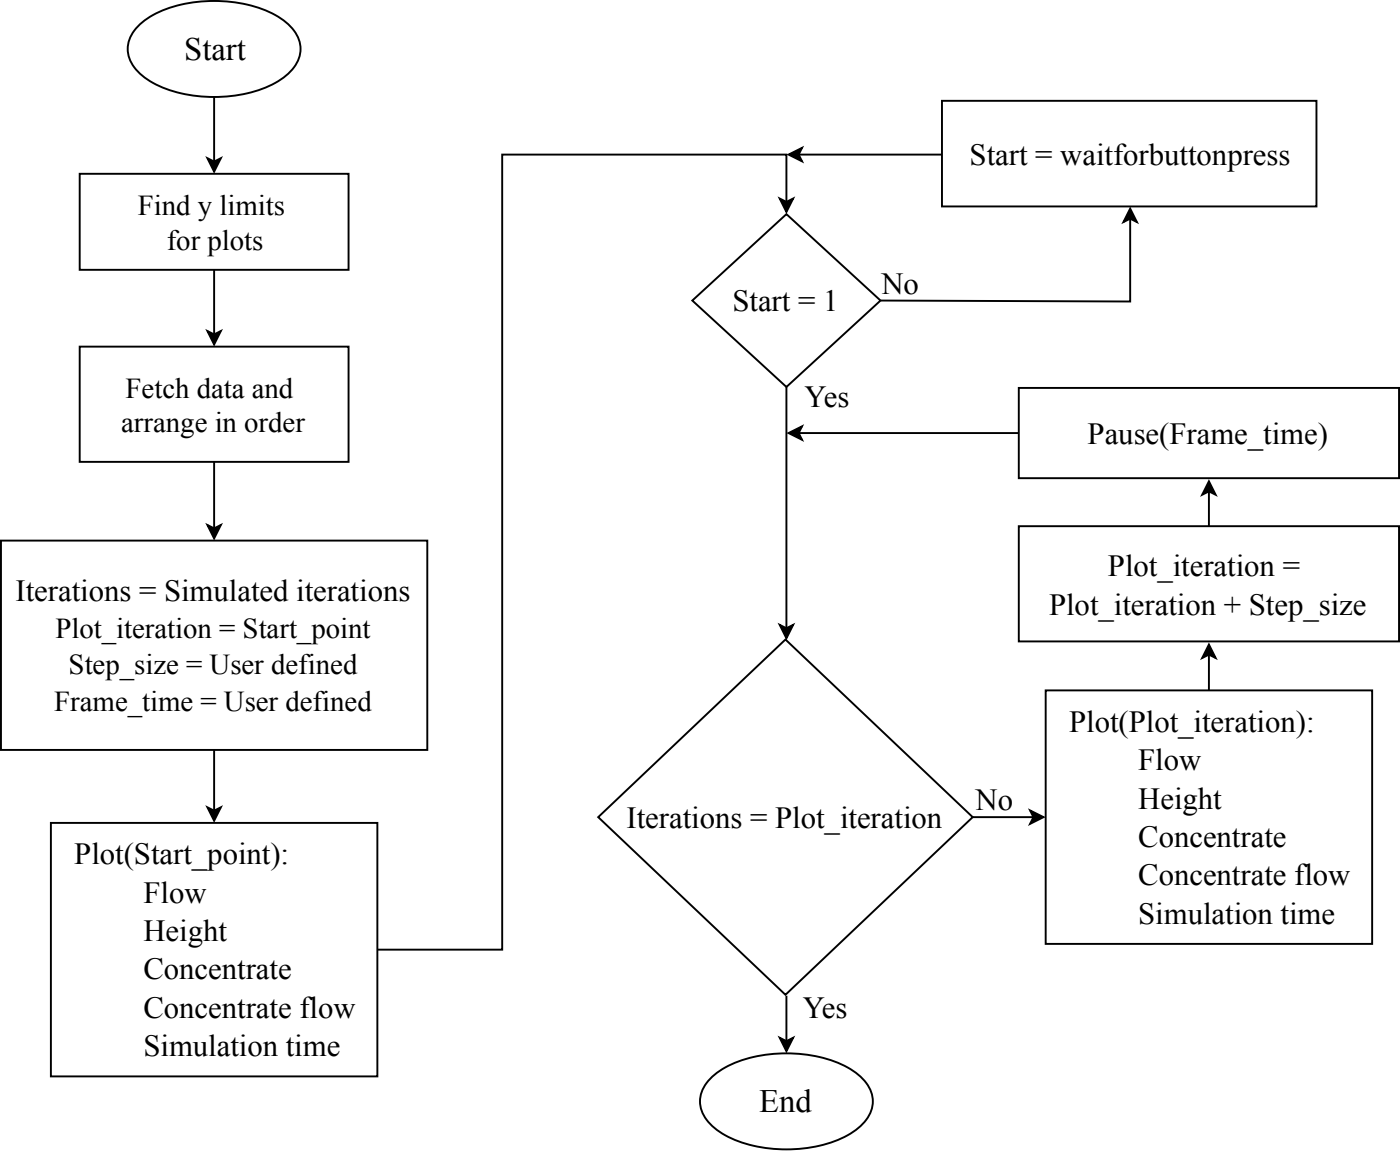 Start
Find y limits
for plots
Fetch data and
arrange in order
Iterations = Simulated iterations
Plot_iteration = Start_point
Step_size = User defined
Frame_time = User defined
Plot(Start_point):
Flow
Height
Concentrate
Concentrate flow
Simulation time
Start = waitforbuttonpress
Start = 1
No
Yes
Pause(Frame_time)
Plot_iteration =
Plot_iteration + Step_size
Plot(Plot_iteration):
Flow
Height
Concentrate
Concentrate flow
Simulation time
Iterations = Plot_iteration
No
Yes
End